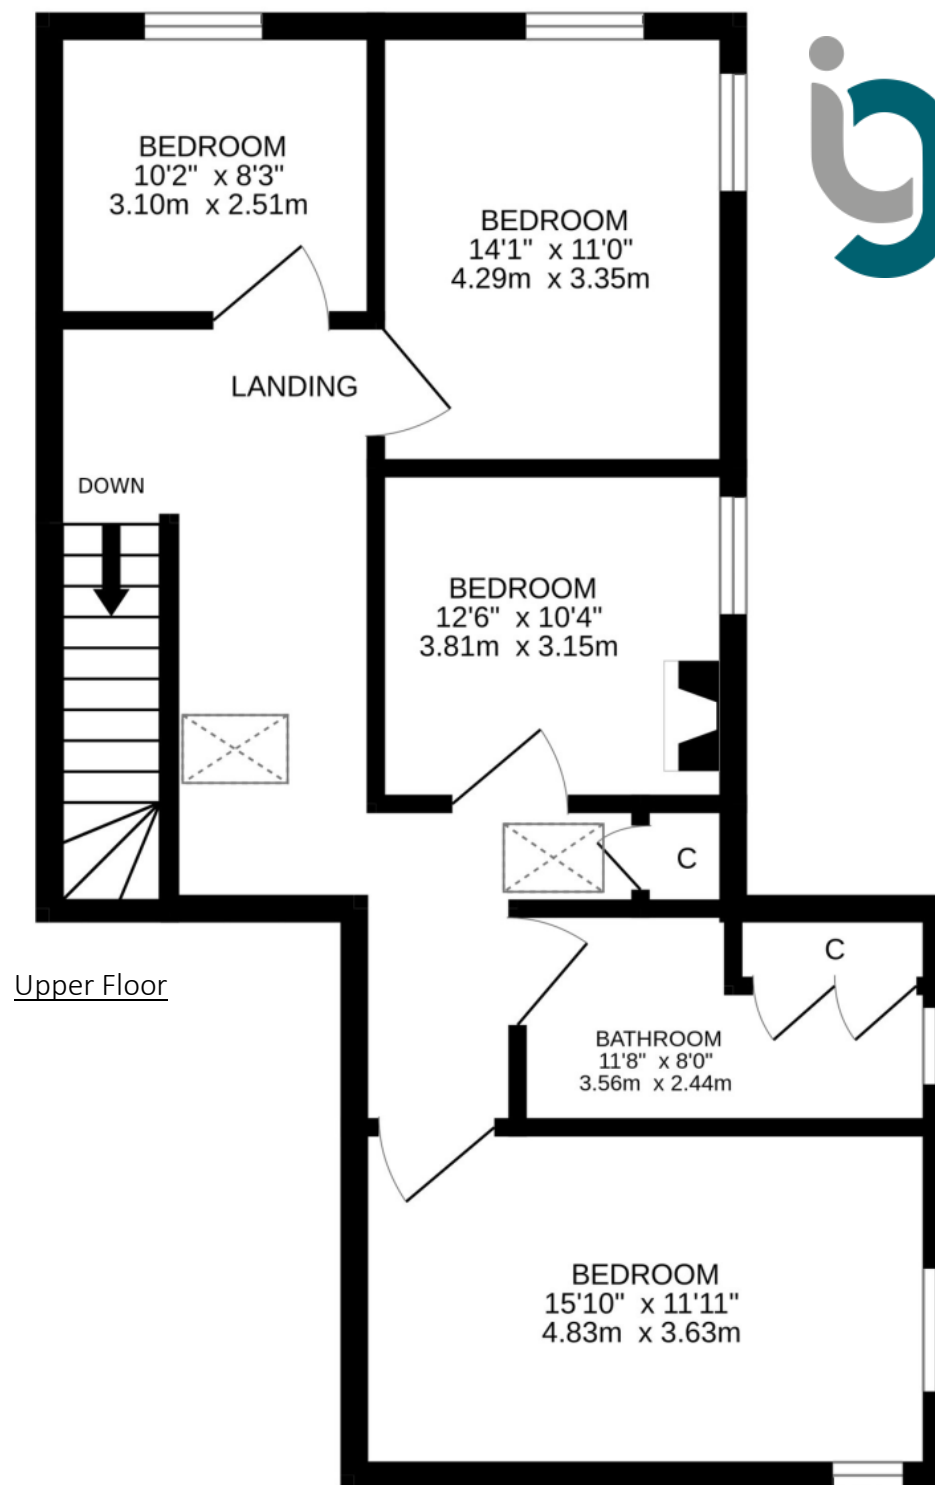 BEDROOM
10'2" x 8'3"
3.10m x 2.51m
BEDROOM
14'1" x 11'0"
4.29m x 3.35m
ig
LANDING
DOWN
BEDROOM
12'6" x 10'4"
3.81m x 3.15m
C
Upper Floor
C
BATHROOM
11'8" x 8'0"
3.56m x 2.44m
BEDROOM
15'10" x 11'11"
4.83m x 3.63m